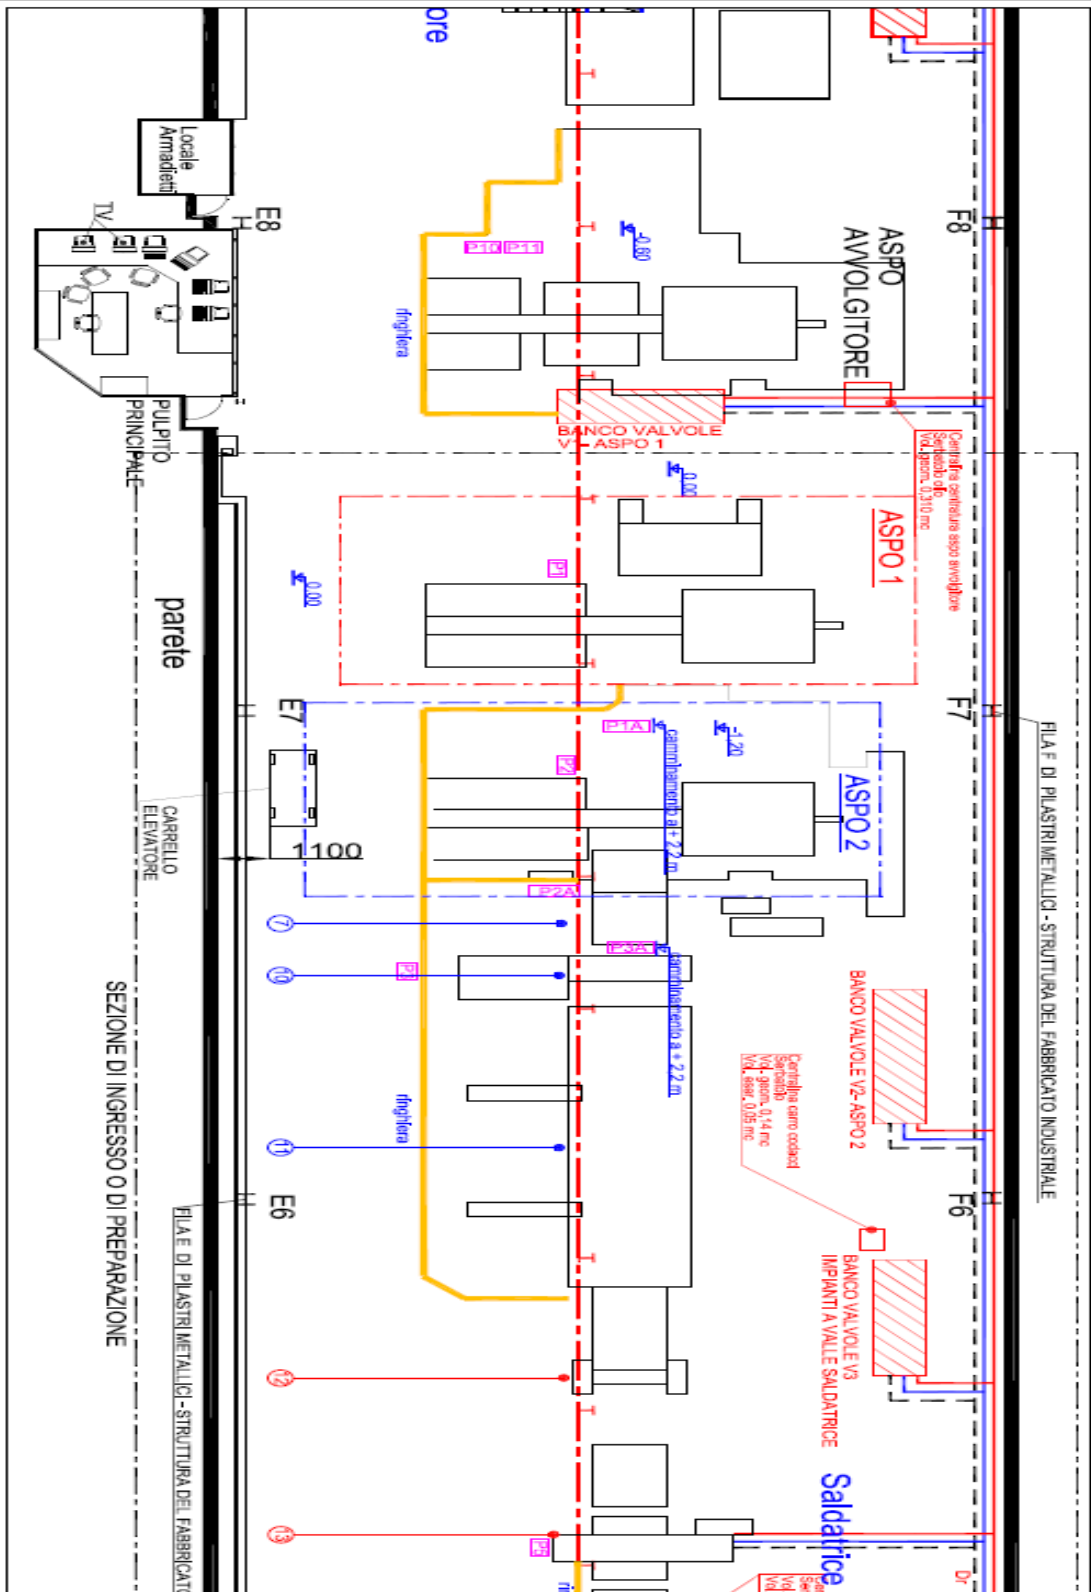 ore
Locale
Armadietti
TV
E8
F8
PULPITO
PRINCIPALE
ASPO
AVVOLGITORE
-0.60
P10
P11
ringhiera
BANCO VALVOLE
V1- ASPO 1
Centralina centratura aspo avvolgitore
Serbatoio olio
Vol. geom. 0,310 mc
0.00
ASPO 1
P1
0.00
parete
E7
F7
FILA F DI PILASTRI METALLICI - STRUTTURA DEL FABBRICATO INDUSTRIALE
P1A
camminamento a + 2,2 m
-1.20
P2
ASPO 2
CARRELLO
ELEVATORE
1100
P2A
7
P3A
camminamento a + 2,2 m
10
P3
BANCO VALVOLE V2- ASPO 2
Centralina carro codacci
Serbatoio
Vol. geom. 0,14 mc
Vol. eser. 0,05 mc
SEZIONE DI INGRESSO O DI PREPARAZIONE
ringhiera
11
E6
F6
FILA E DI PILASTRI METALLICI - STRUTTURA DEL FABBRICATO
BANCO VALVOLE V3
IMPIANTI A VALLE SALDATRICE
12
Saldatrice
13
P5
Dr